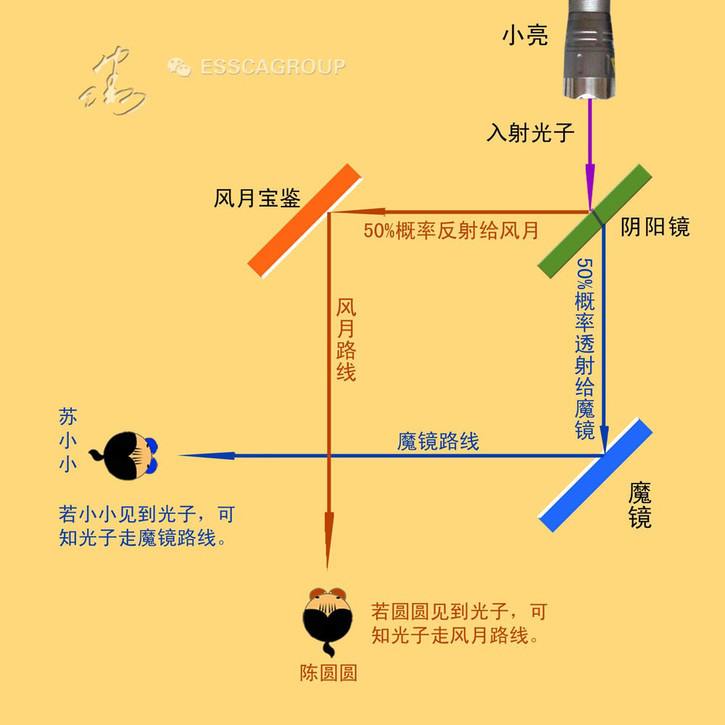 小亮
ESSCAGROUP
入射光子
风月宝鉴
阴阳镜
50%概率反射给风月
50%概率透射给魔镜
风月路线
苏小小
魔镜路线
魔镜
若小小见到光子，可
知光子走魔镜路线。
若圆圆见到光子，可
知光子走风月路线。
陈圆圆